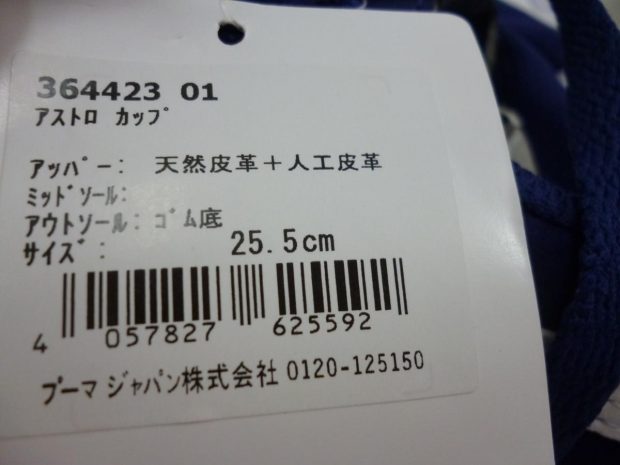 364423 01
ｱｽﾄﾛ ｶｯﾌﾟ
ｱｯﾊﾟｰ: 天然皮革＋人工皮革
ﾐｯﾄﾞｿｰﾙ:
ｱｳﾄｿｰﾙ: ｺﾞﾑ底
ｻｲｽﾞ: 25.5cm
4 057827 625592
プーマ ジャパン株式会社 0120-125150